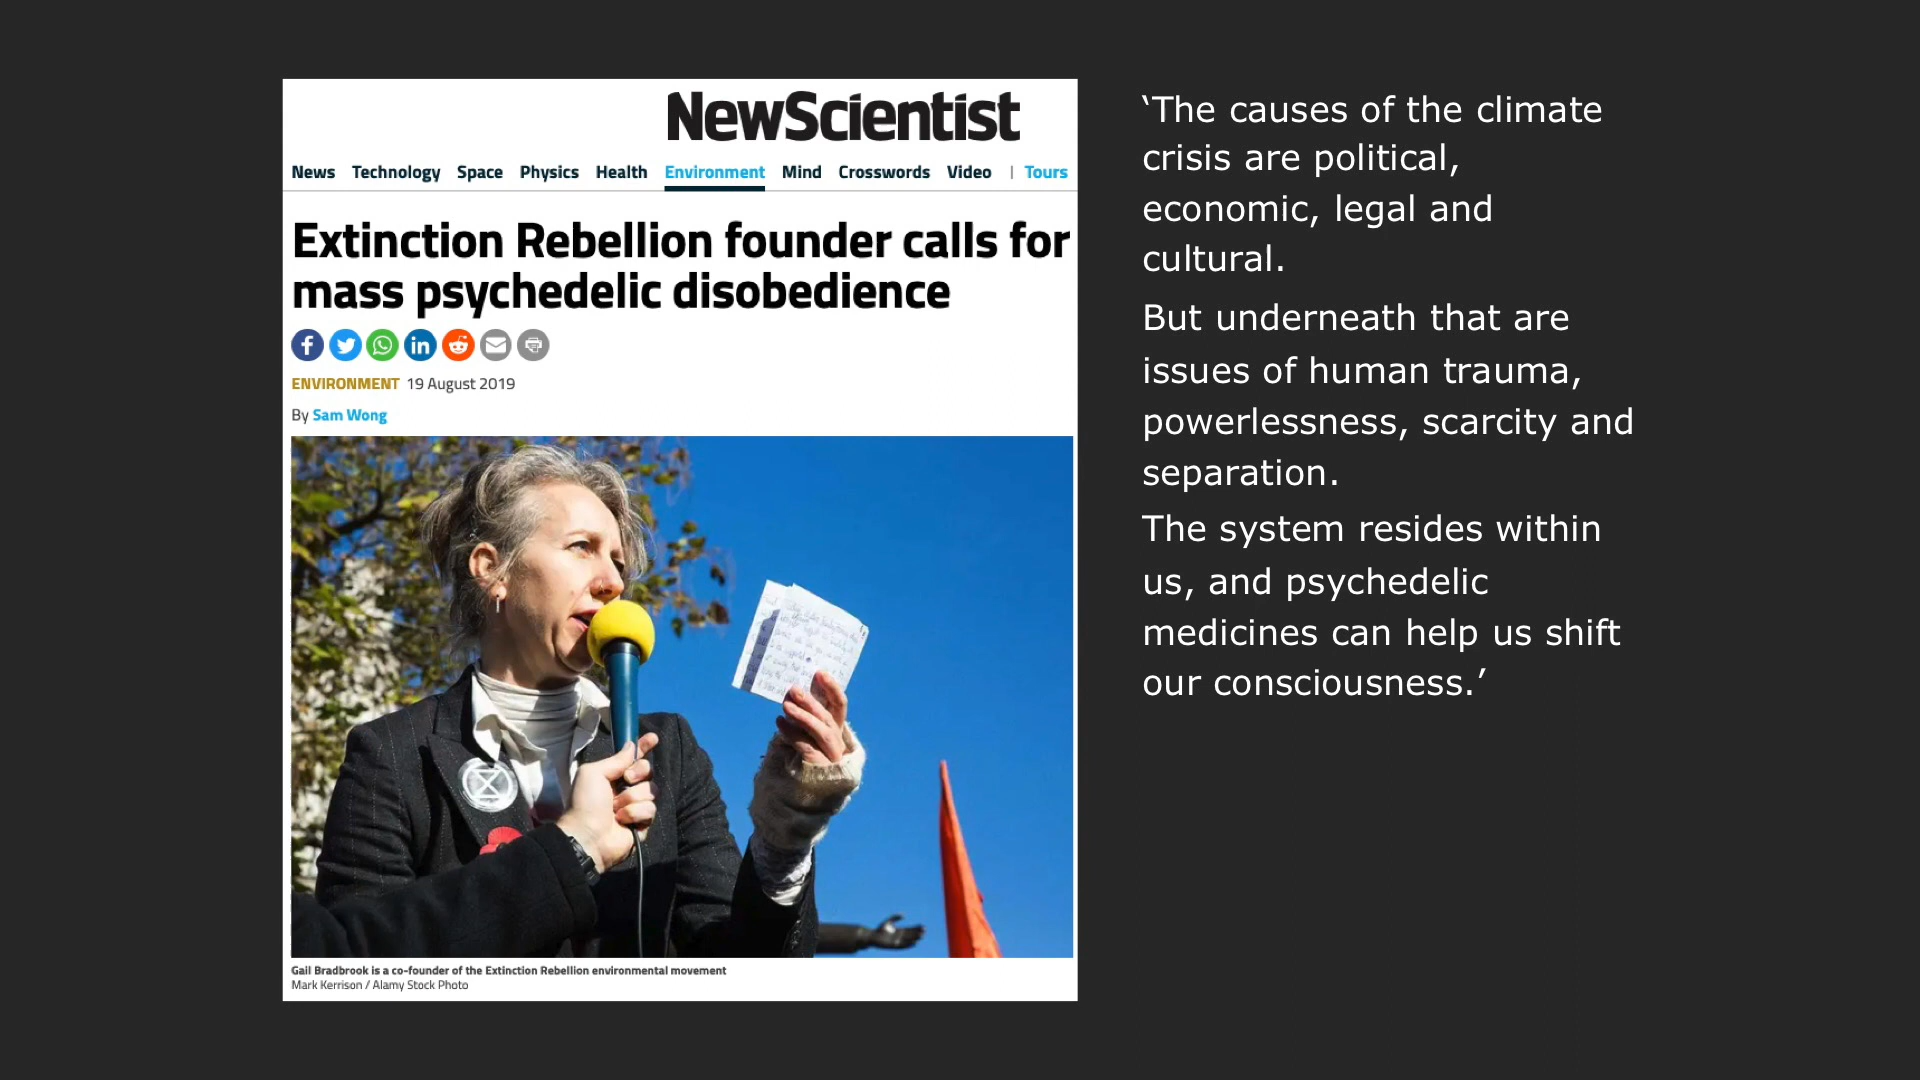 NewScientist
News Technology Space Physics Health Environment Mind Crosswords Video | Tours
Extinction Rebellion founder calls for
mass psychedelic disobedience
ENVIRONMENT 19 August 2019
By Sam Wong
Gail Bradbrook is a co-founder of the Extinction Rebellion environmental movement
Mark Kerrison / Alamy Stock Photo
‘The causes of the climate
crisis are political,
economic, legal and
cultural.
But underneath that are
issues of human trauma,
powerlessness, scarcity and
separation.
The system resides within
us, and psychedelic
medicines can help us shift
our consciousness.’